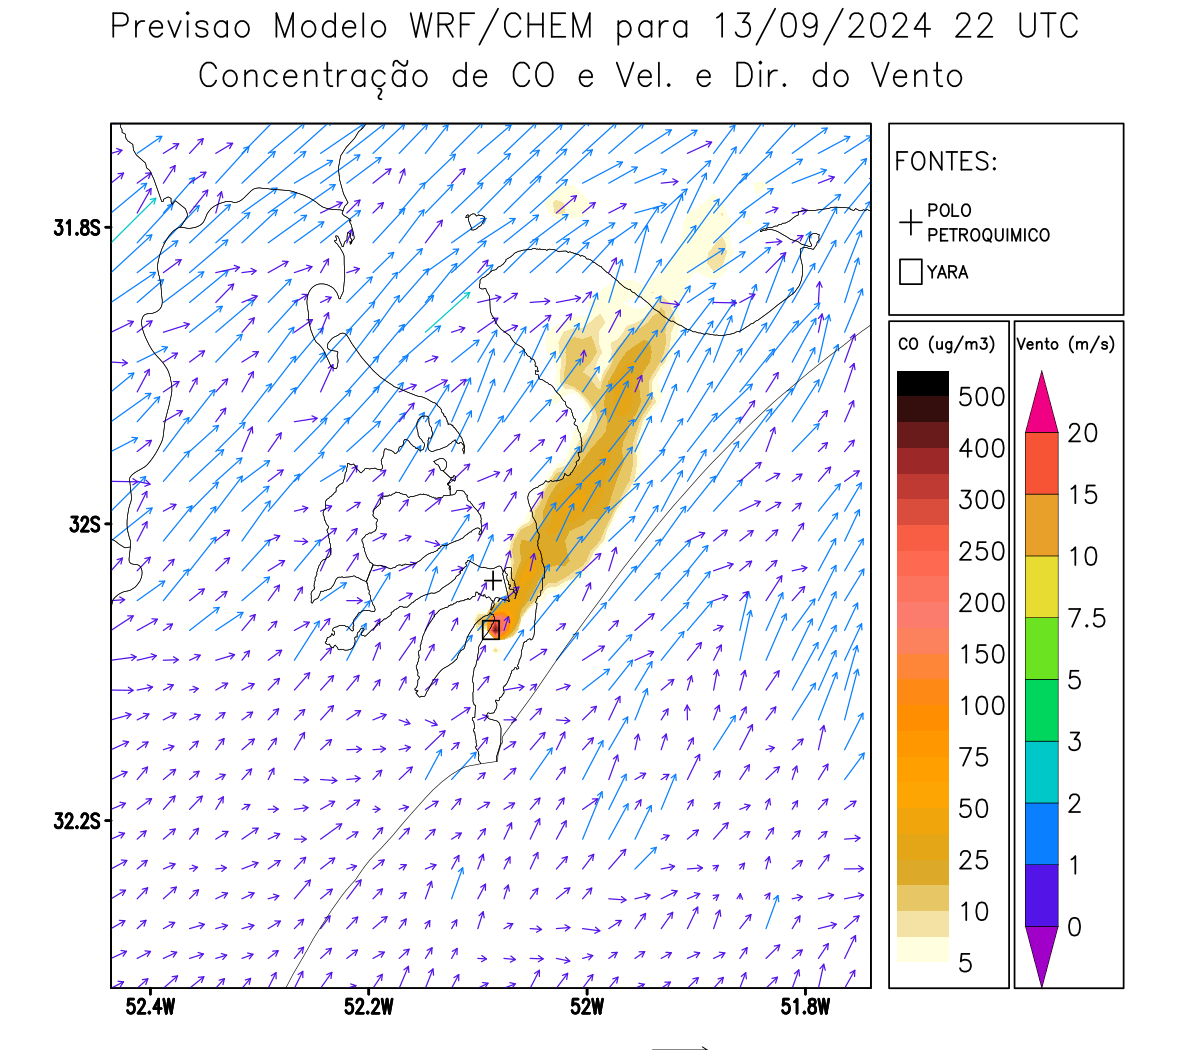 Previsao Modelo WRF/CHEM para 13/09/2024 22 UTC
Concentração de CO e Vel. e Dir. do Vento
FONTES:
POLO
PETROQUIMICO
YARA
31.8S
32S
32.2S
52.4W
52.2W
52W
51.8W
CO (ug/m3)
500
400
300
250
200
150
100
75
50
25
10
5
Vento (m/s)
20
15
10
7.5
5
3
2
1
0